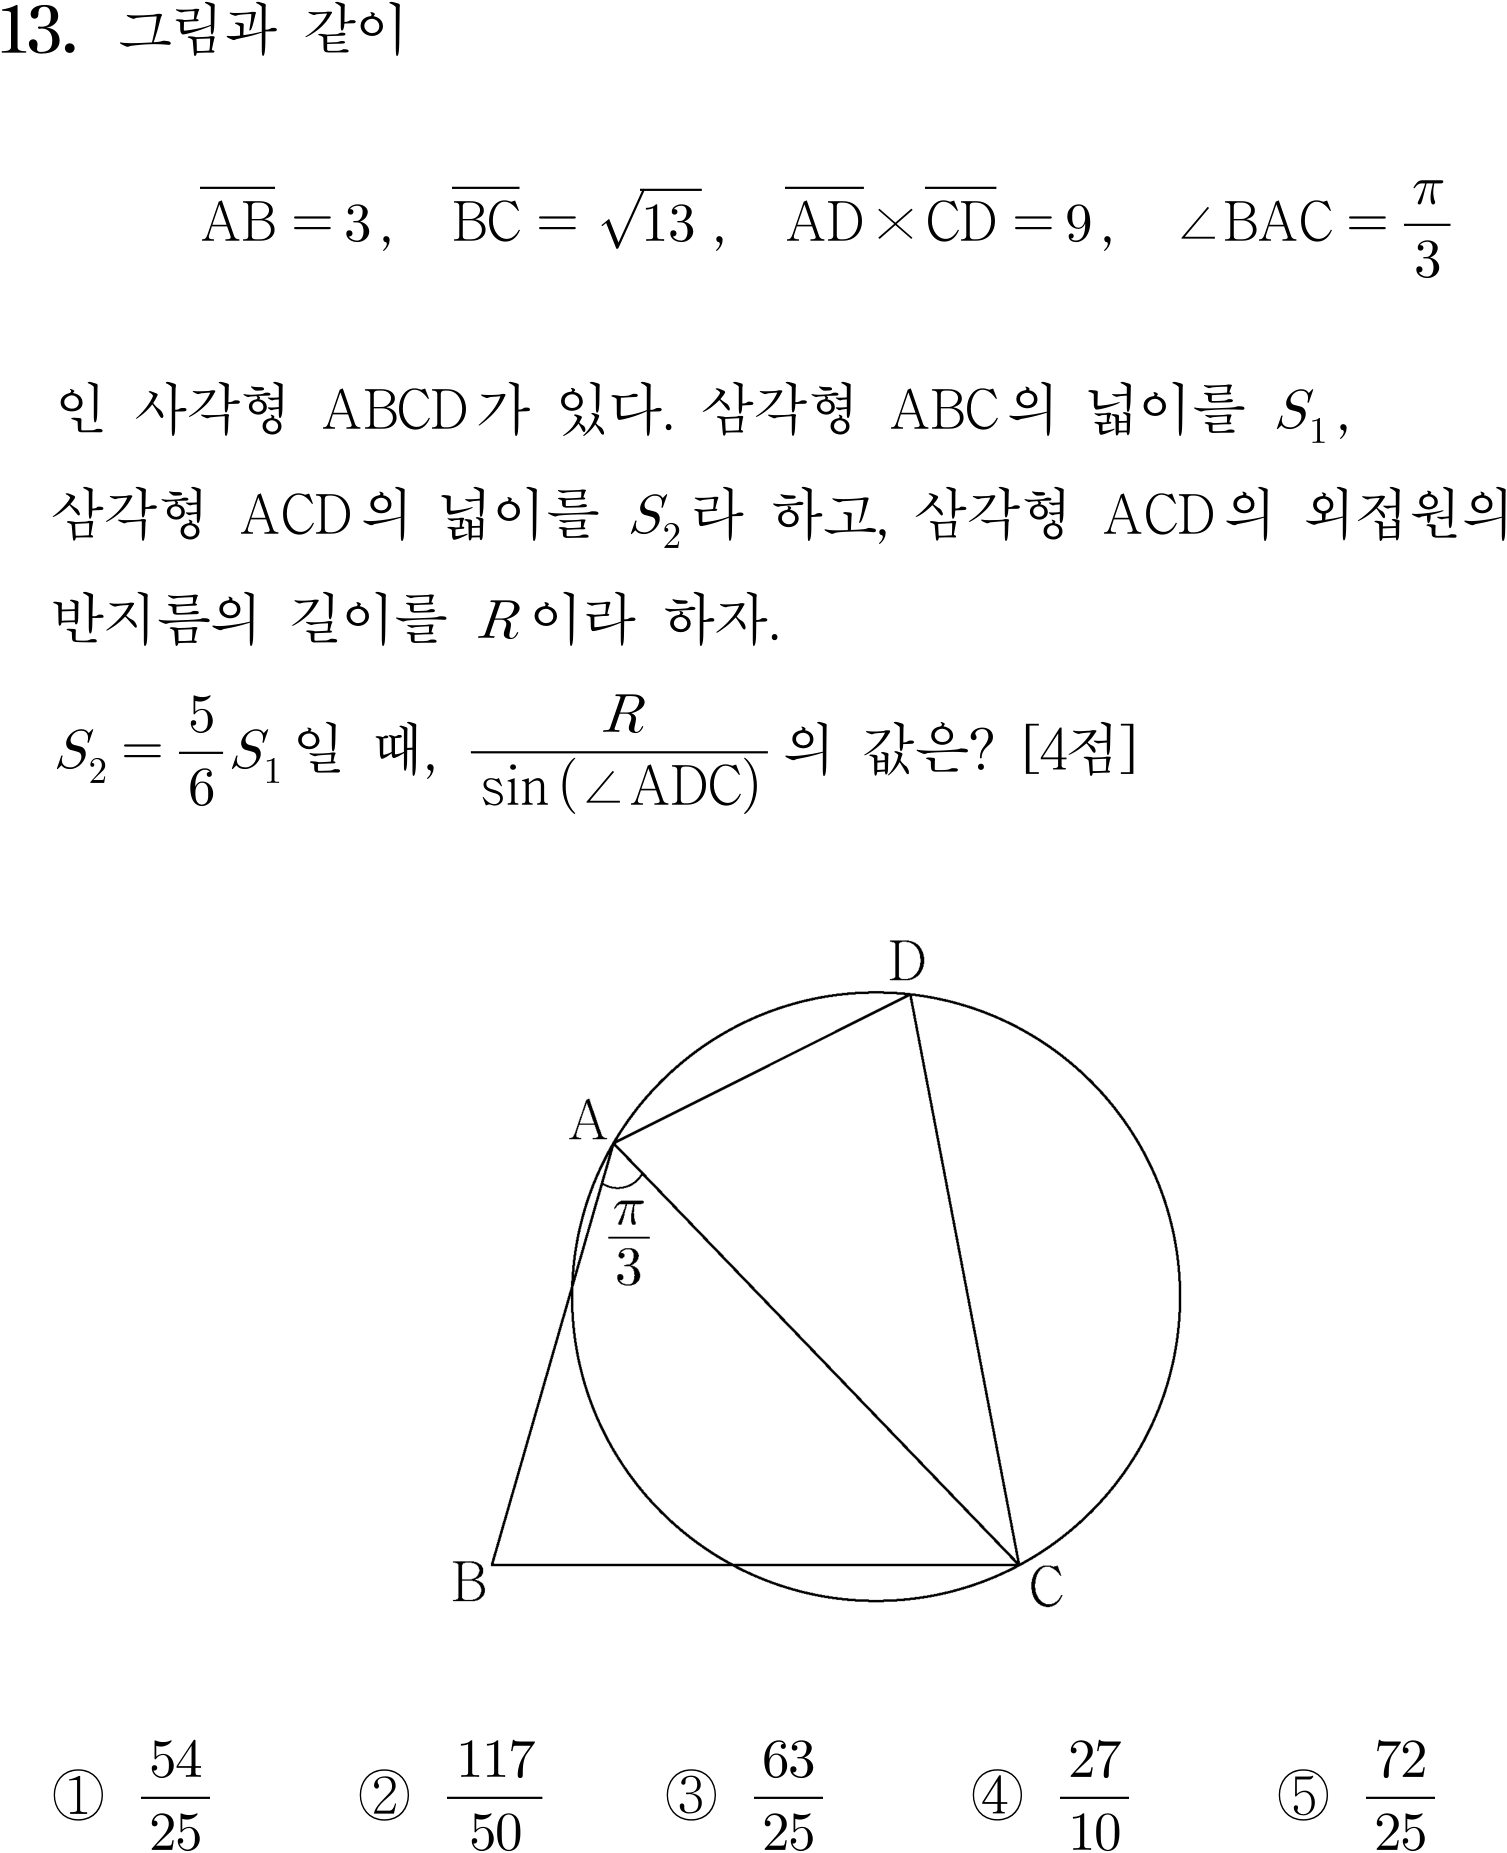 13. 그림과 같이
$\overline{AB}=3$, $\overline{BC}=\sqrt{13}$, $\overline{AD}\times\overline{CD}=9$, $\angle BAC=\frac{\pi}{3}$
인 사각형 ABCD가 있다. 삼각형 ABC의 넓이를 $S_1$,
삼각형 ACD의 넓이를 $S_2$라 하고, 삼각형 ACD의 외접원의
반지름의 길이를 $R$이라 하자.
$S_2=\frac{5}{6}S_1$일 때, $\frac{R}{\sin(\angle ADC)}$의 값은? [4점]
D
A
$\frac{\pi}{3}$
B
C
① $\frac{54}{25}$ ② $\frac{117}{50}$ ③ $\frac{63}{25}$ ④ $\frac{27}{10}$ ⑤ $\frac{72}{25}$